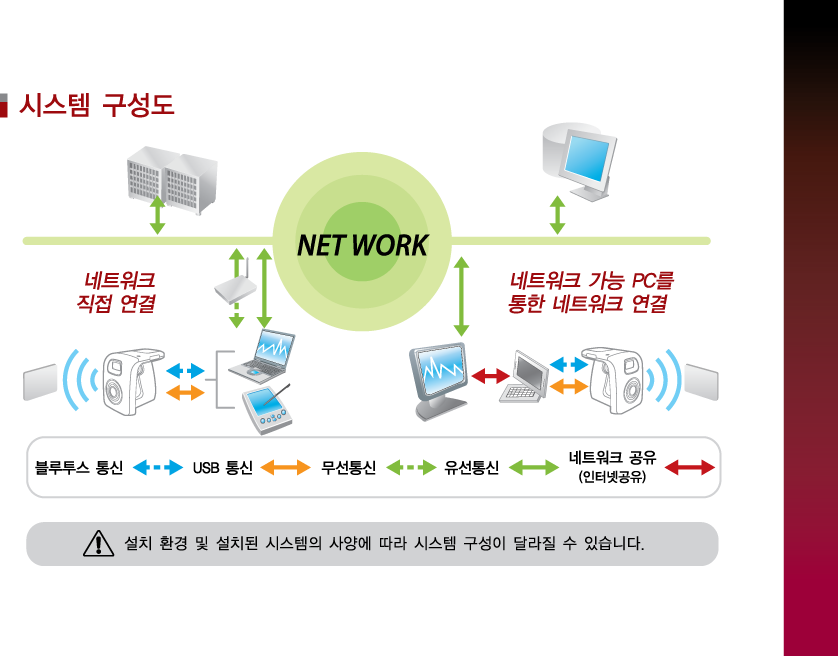 시스템 구성도
NET WORK
네트워크
직접 연결
네트워크 가능 PC를
통한 네트워크 연결
블루투스 통신
USB 통신
무선통신
유선통신
네트워크 공유
(인터넷공유)
설치 환경 및 설치된 시스템의 사양에 따라 시스템 구성이 달라질 수 있습니다.